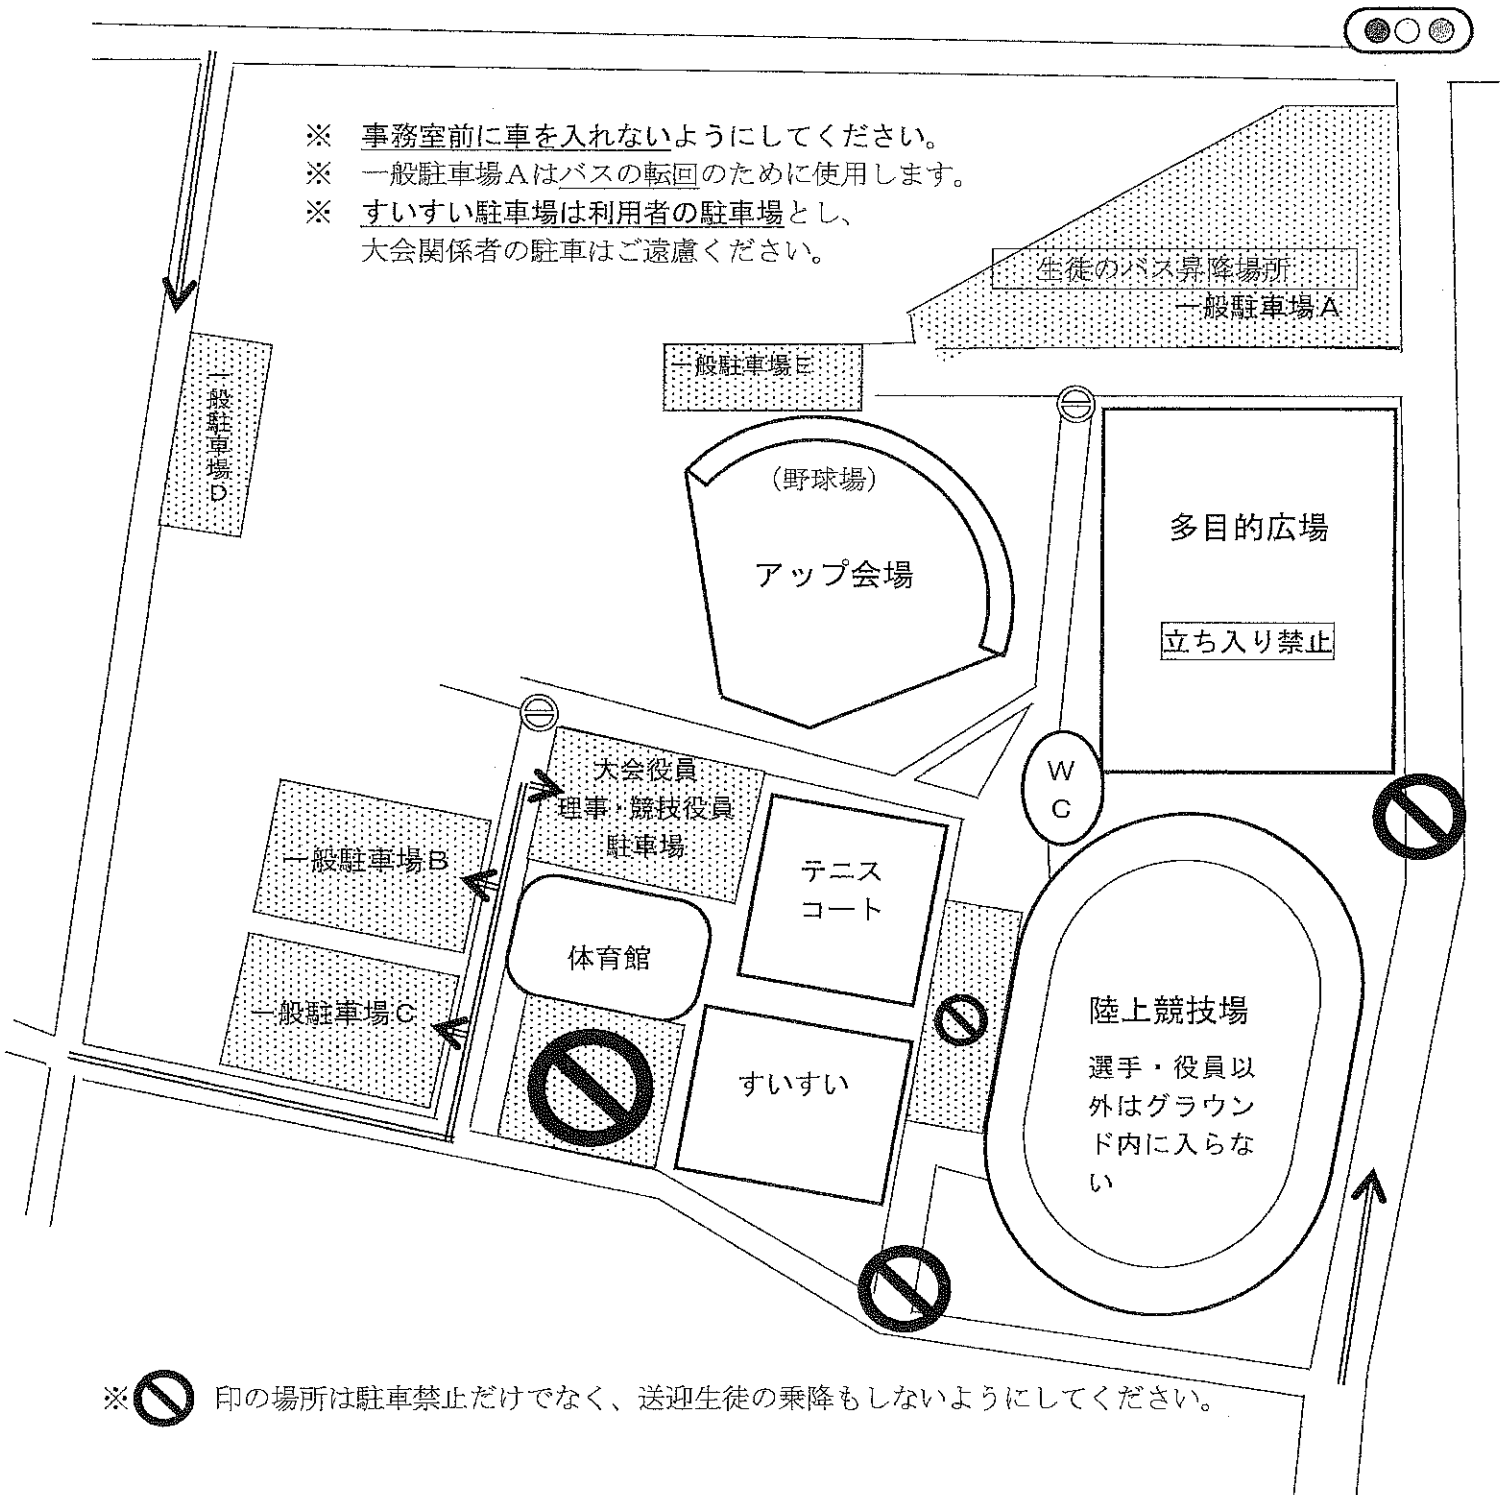 ※ 事務室前に車を入れないようにしてください。
※ 一般駐車場Aはバスの転回のために使用します。
※ すいすい駐車場は利用者の駐車場とし、
大会関係者の駐車はご遠慮ください。
生徒のバス昇降場所
一般駐車場A
一般駐車場E
一般駐車場D
(野球場)
アップ会場
多目的広場
立ち入り禁止
大会役員
理事・競技役員
駐車場
W
C
一般駐車場B
テニス
コート
体育館
一般駐車場C
すいすい
陸上競技場
選手・役員以
外はグラウン
ド内に入らな
い
※ 印の場所は駐車禁止だけでなく、送迎生徒の乗降もしないようにしてください。